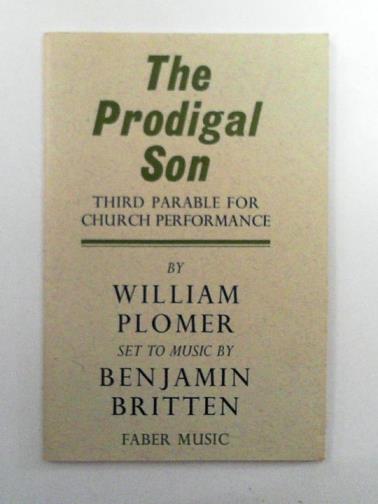 The
Prodigal
Son
THIRD PARABLE FOR
CHURCH PERFORMANCE
BY
WILLIAM
PLOMER
SET TO MUSIC BY
BENJAMIN
BRITTEN
FABER MUSIC